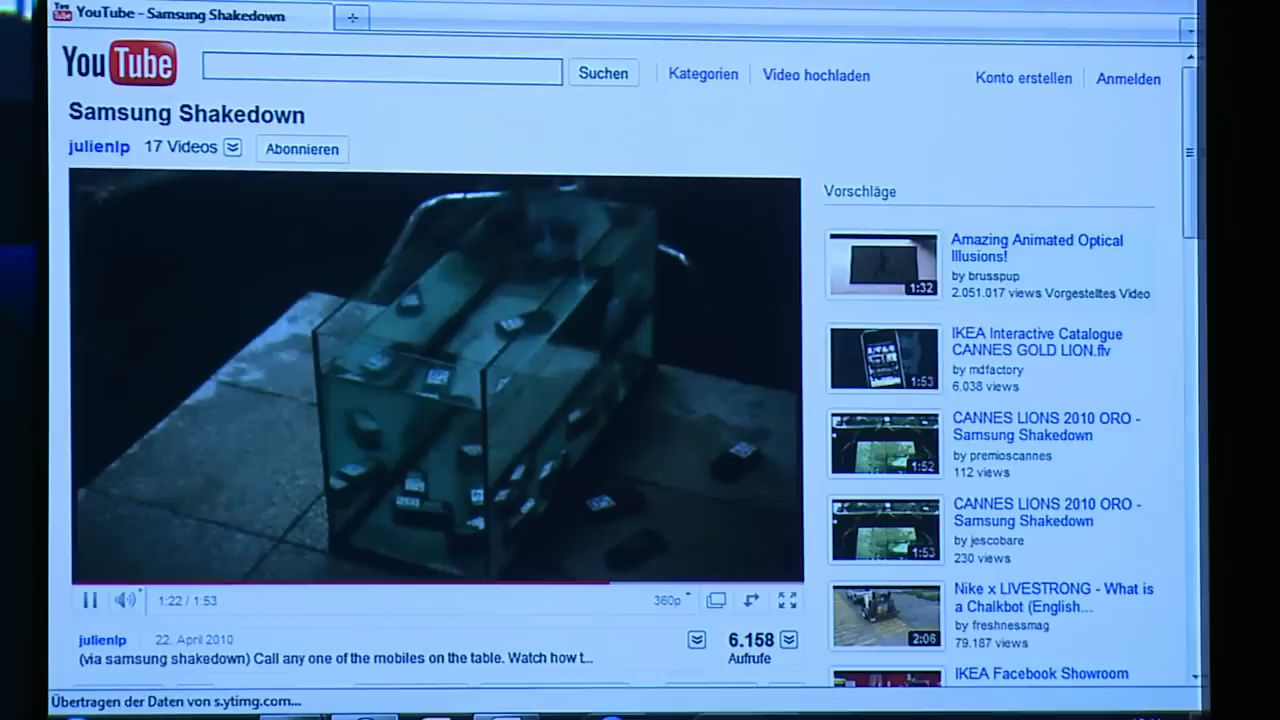 YouTube - Samsung Shakedown
YouTube
Suchen
Kategorien
Video hochladen
Konto erstellen
Anmelden
Samsung Shakedown
julienlp 17 Videos
Abonnieren
Vorschläge
Amazing Animated Optical
Illusions!
by brusspup
2.051.017 views Vorgestelltes Video
1:32
IKEA Interactive Catalogue
CANNES GOLD LION.flv
by mdfactory
6.038 views
1:53
CANNES LIONS 2010 ORO -
Samsung Shakedown
by premioscannes
112 views
1:52
CANNES LIONS 2010 ORO -
Samsung Shakedown
by jescobare
230 views
1:53
Nike x LIVESTRONG - What is
a Chalkbot (English...
by freshnessmag
79.187 views
2:06
IKEA Facebook Showroom
1:22 / 1:53
360p
julienlp 22. April 2010
6.158
Aufrufe
(via samsung shakedown) Call any one of the mobiles on the table. Watch how t...
Übertragen der Daten von s.ytimg.com...